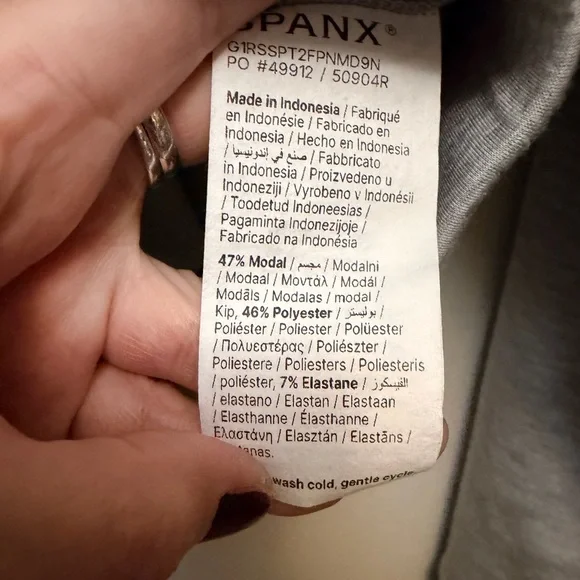 SPANX®
G1RSSPT2FPNMD9N
PO #49912 / 50904R
Made in Indonesia / Fabriqué
en Indonésie / Fabricado en
Indonesia / Hecho en Indonesia
/ صنع في إندونيسيا / Fabbricato
in Indonesia / Proizvedeno u
Indoneziji / Vyrobeno v Indonésii
/ Toodetud Indoneesias /
Pagaminta Indonezijoje /
Fabricado na Indonésia
47% Modal / مجسم / Modalni
/ Modaal / Μοντάλ / Modál /
Modāls / Modalas / modal /
Kip, 46% Polyester / بوليستر /
Poliéster / Poliester / Polüester
/ Πολυεστέρας / Poliészter /
Poliestere / Poliesters / Poliesteris
/ poliéster, 7% Elastane / الفيسكوز
/ elastano / Elastan / Elastaan
/ Elasthanne / Élasthanne /
Ελαστάνη / Elasztán / Elastāns /
wash cold, gentle cycle